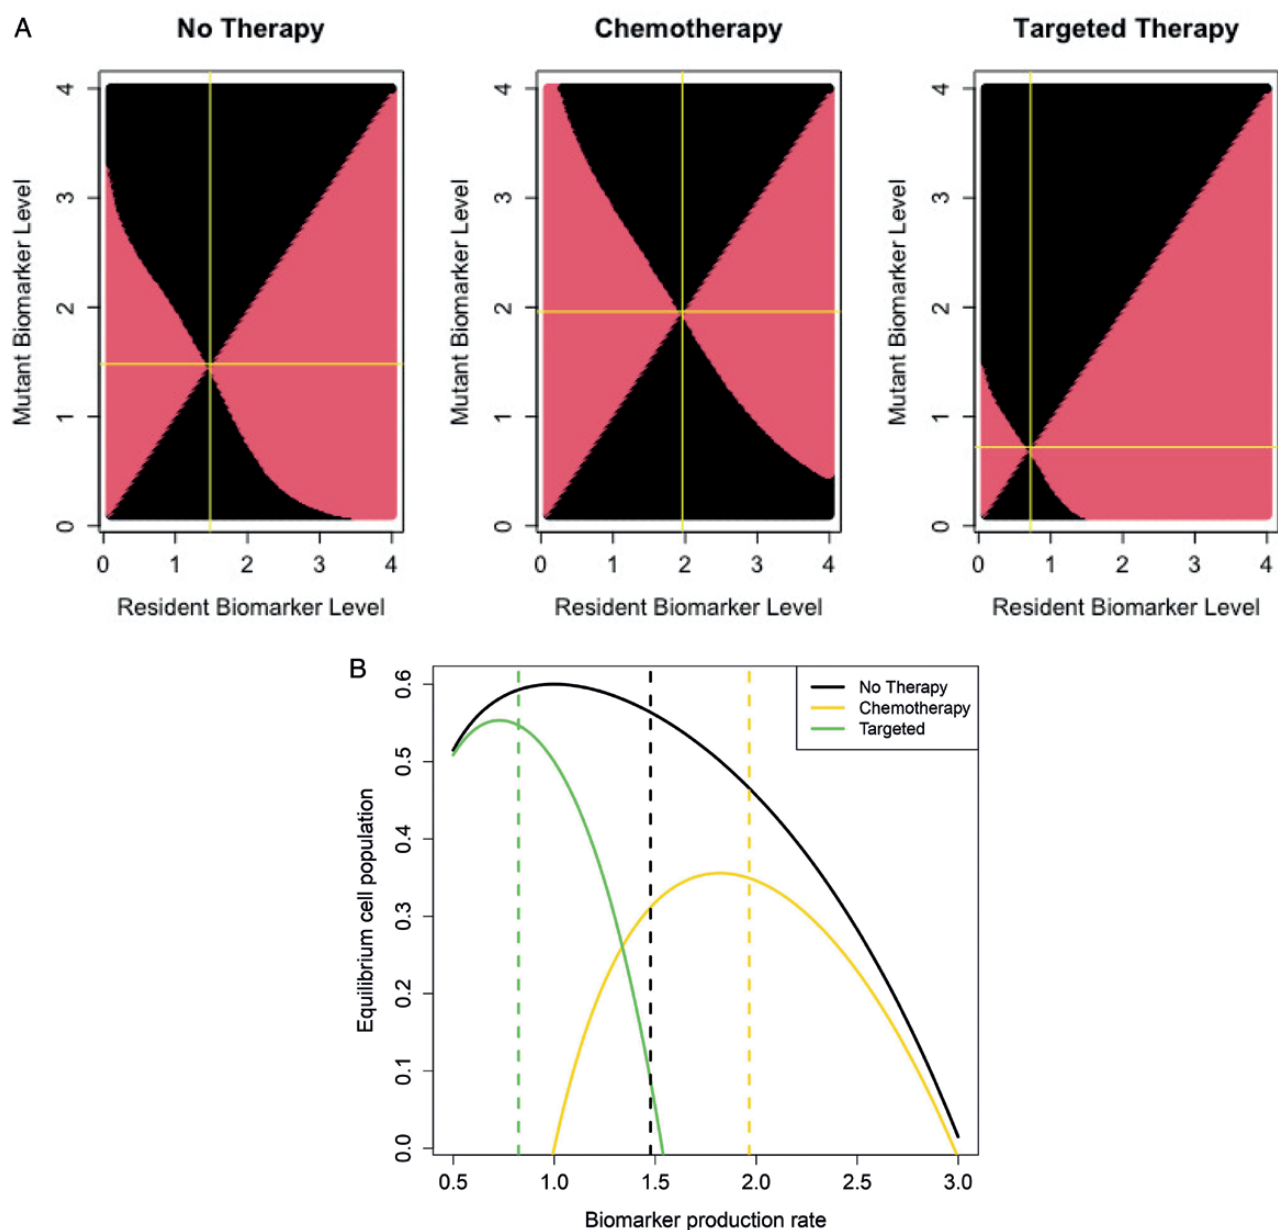 A
No Therapy
Chemotherapy
Targeted Therapy
Mutant Biomarker Level
4
3
2
1
0
0 1 2 3 4
Resident Biomarker Level
Mutant Biomarker Level
4
3
2
1
0
0 1 2 3 4
Resident Biomarker Level
Mutant Biomarker Level
4
3
2
1
0
0 1 2 3 4
Resident Biomarker Level
B
No Therapy
Chemotherapy
Targeted
Equilibrium cell population
0.6
0.5
0.4
0.3
0.2
0.1
0.0
0.5 1.0 1.5 2.0 2.5 3.0
Biomarker production rate